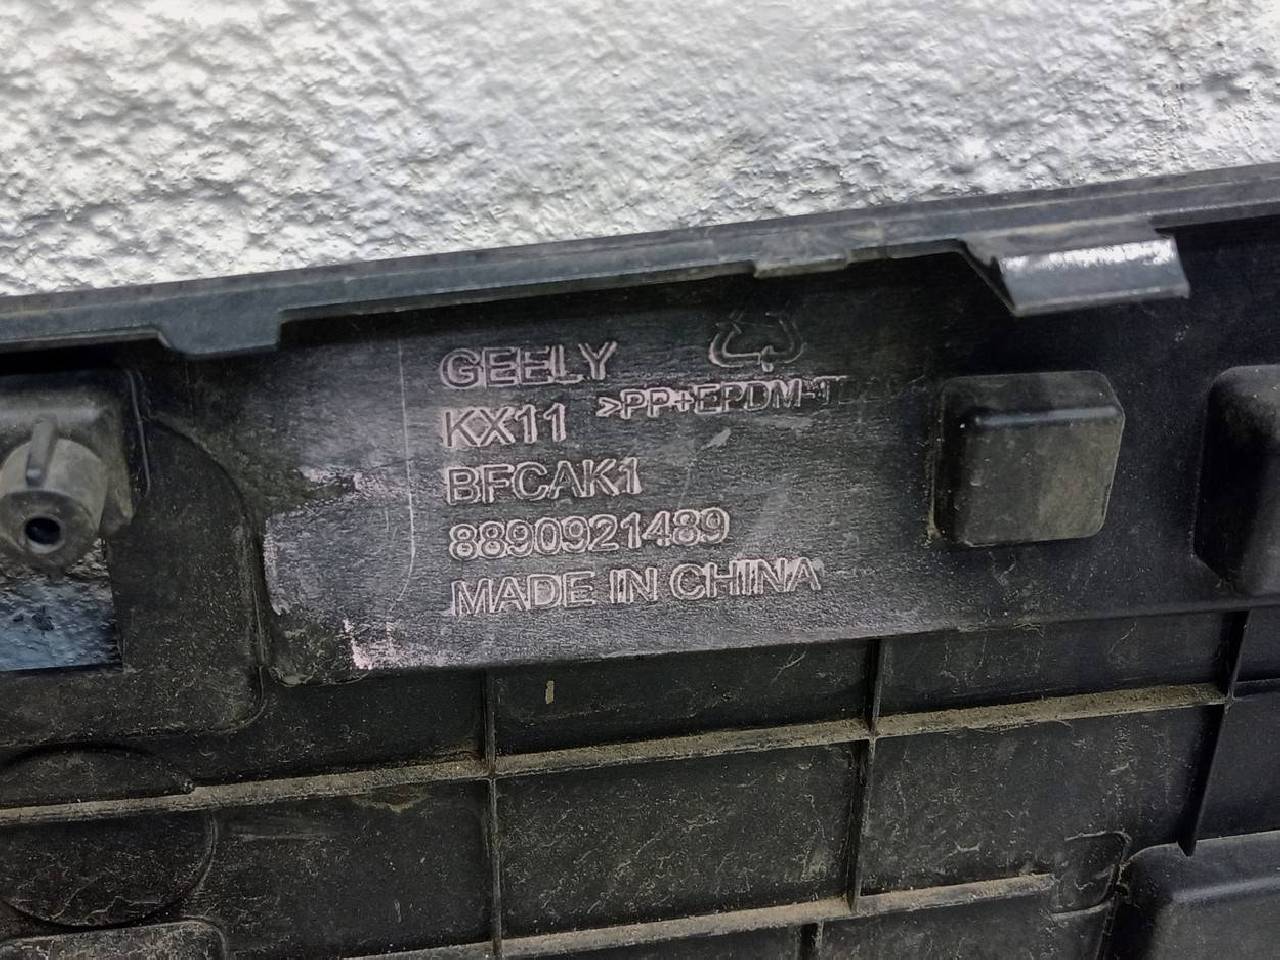 GEELY
>PP+EPDM-T
KX11
BFCAK1
8890921489
MADE IN CHINA